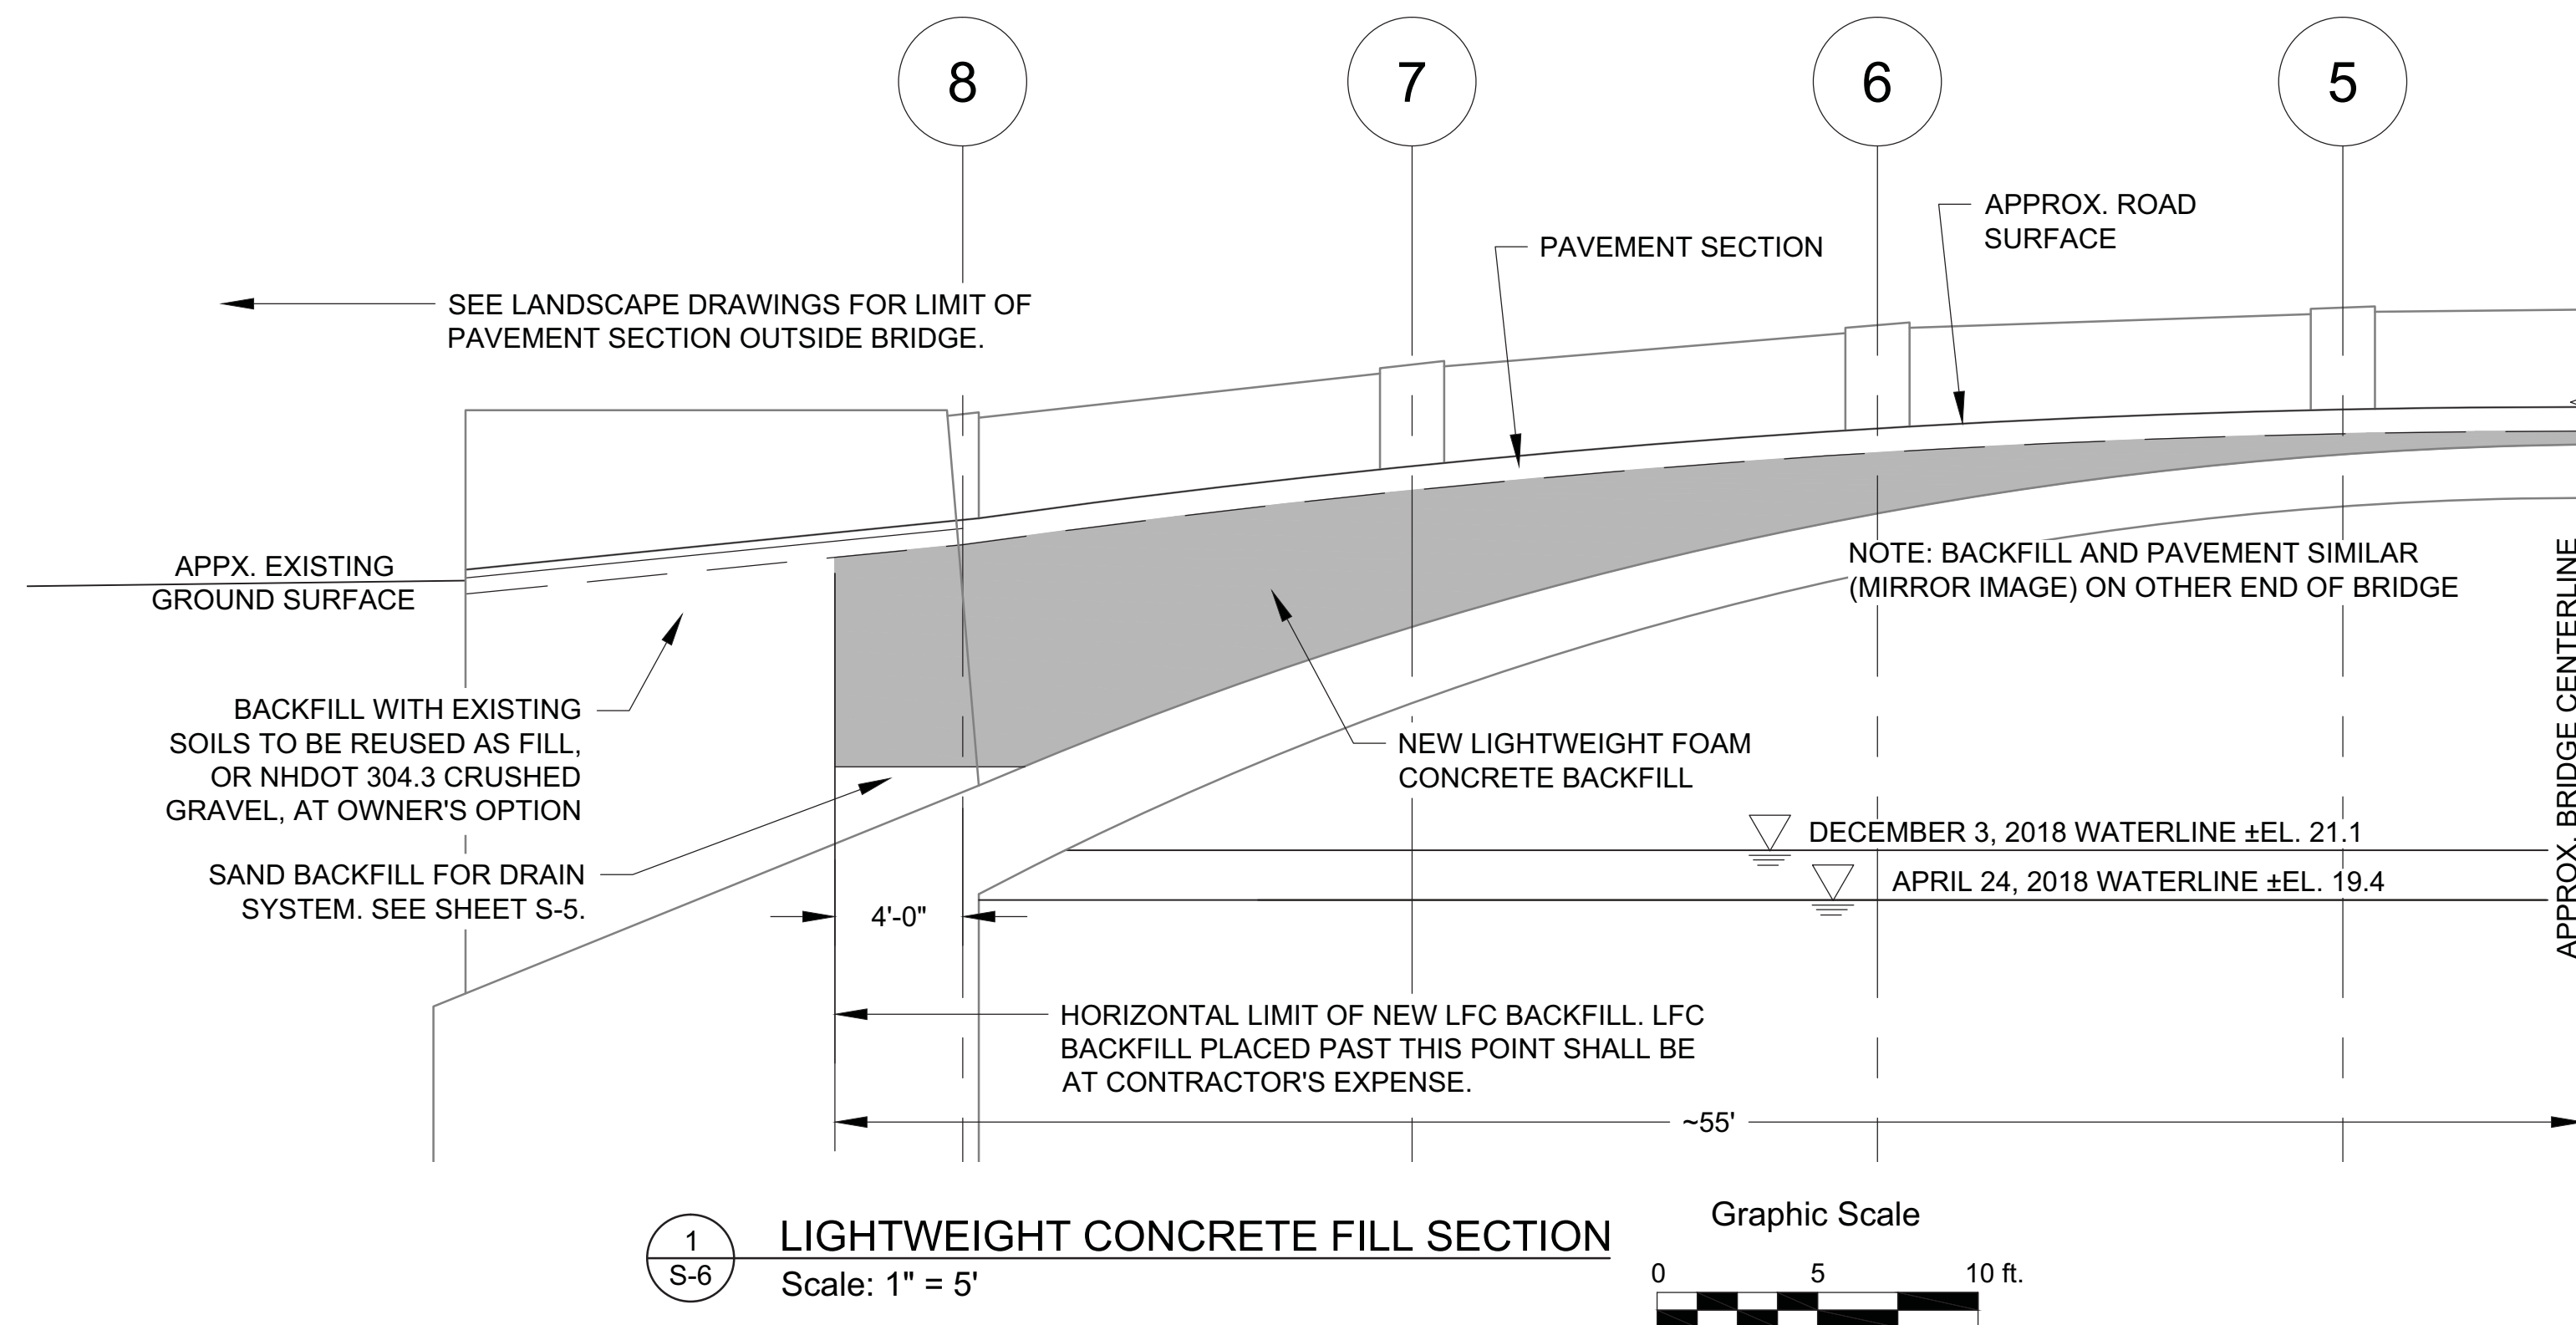 8
7
6
5
APPROX. ROAD
SURFACE
PAVEMENT SECTION
SEE LANDSCAPE DRAWINGS FOR LIMIT OF
PAVEMENT SECTION OUTSIDE BRIDGE.
APPX. EXISTING
GROUND SURFACE
NOTE: BACKFILL AND PAVEMENT SIMILAR
(MIRROR IMAGE) ON OTHER END OF BRIDGE
APPROX. BRIDGE CENTERLINE
BACKFILL WITH EXISTING
SOILS TO BE REUSED AS FILL,
OR NHDOT 304.3 CRUSHED
GRAVEL, AT OWNER'S OPTION
NEW LIGHTWEIGHT FOAM
CONCRETE BACKFILL
DECEMBER 3, 2018 WATERLINE ±EL. 21.1
APRIL 24, 2018 WATERLINE ±EL. 19.4
SAND BACKFILL FOR DRAIN
SYSTEM. SEE SHEET S-5.
4'-0"
HORIZONTAL LIMIT OF NEW LFC BACKFILL. LFC
BACKFILL PLACED PAST THIS POINT SHALL BE
AT CONTRACTOR'S EXPENSE.
~55'
1
S-6
LIGHTWEIGHT CONCRETE FILL SECTION
Scale: 1" = 5'
Graphic Scale
0 5 10 ft.